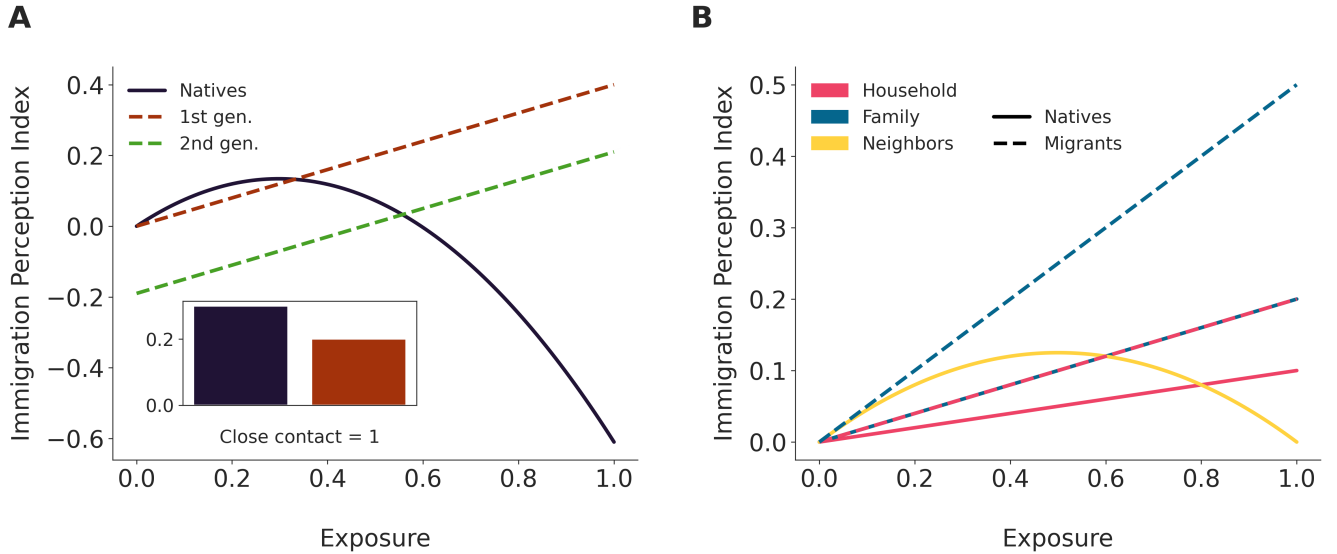 A
Immigration Perception Index
0.4
0.2
0.0
−0.2
−0.4
−0.6
Natives
1st gen.
2nd gen.
0.2
0.0
Close contact = 1
0.0 0.2 0.4 0.6 0.8 1.0
Exposure
B
Immigration Perception Index
0.5
0.4
0.3
0.2
0.1
0.0
Household
Family
Neighbors
Natives
Migrants
0.0 0.2 0.4 0.6 0.8 1.0
Exposure